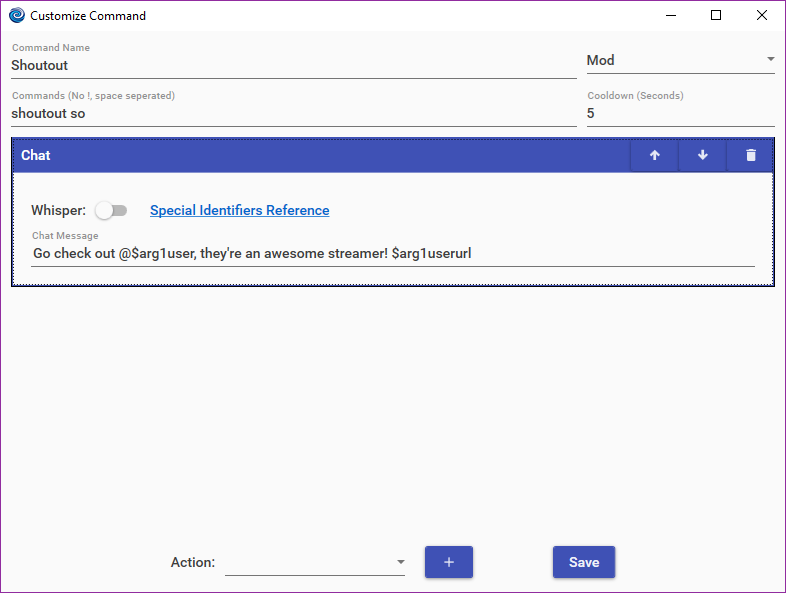 Customize Command
Command Name
Shoutout
Mod
Commands (No !, space seperated)
Cooldown (Seconds)
shoutout so
5
Chat
Whisper:
Special Identifiers Reference
Chat Message
Go check out @$arg1user, they're an awesome streamer! $arg1userurl
Action:
+
Save